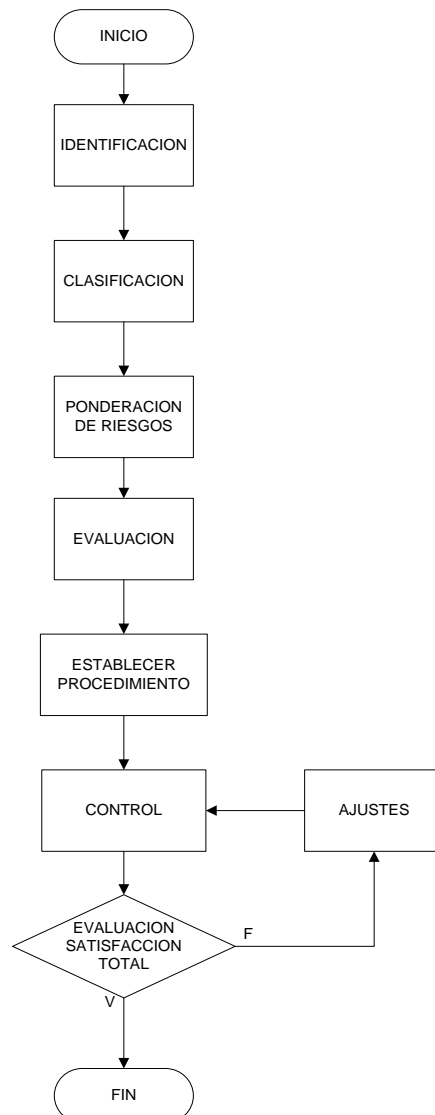 INICIO
IDENTIFICACION
CLASIFICACION
PONDERACION
DE RIESGOS
EVALUACION
ESTABLECER
PROCEDIMIENTO
CONTROL
AJUSTES
EVALUACION
SATISFACCION
TOTAL
F
V
FIN